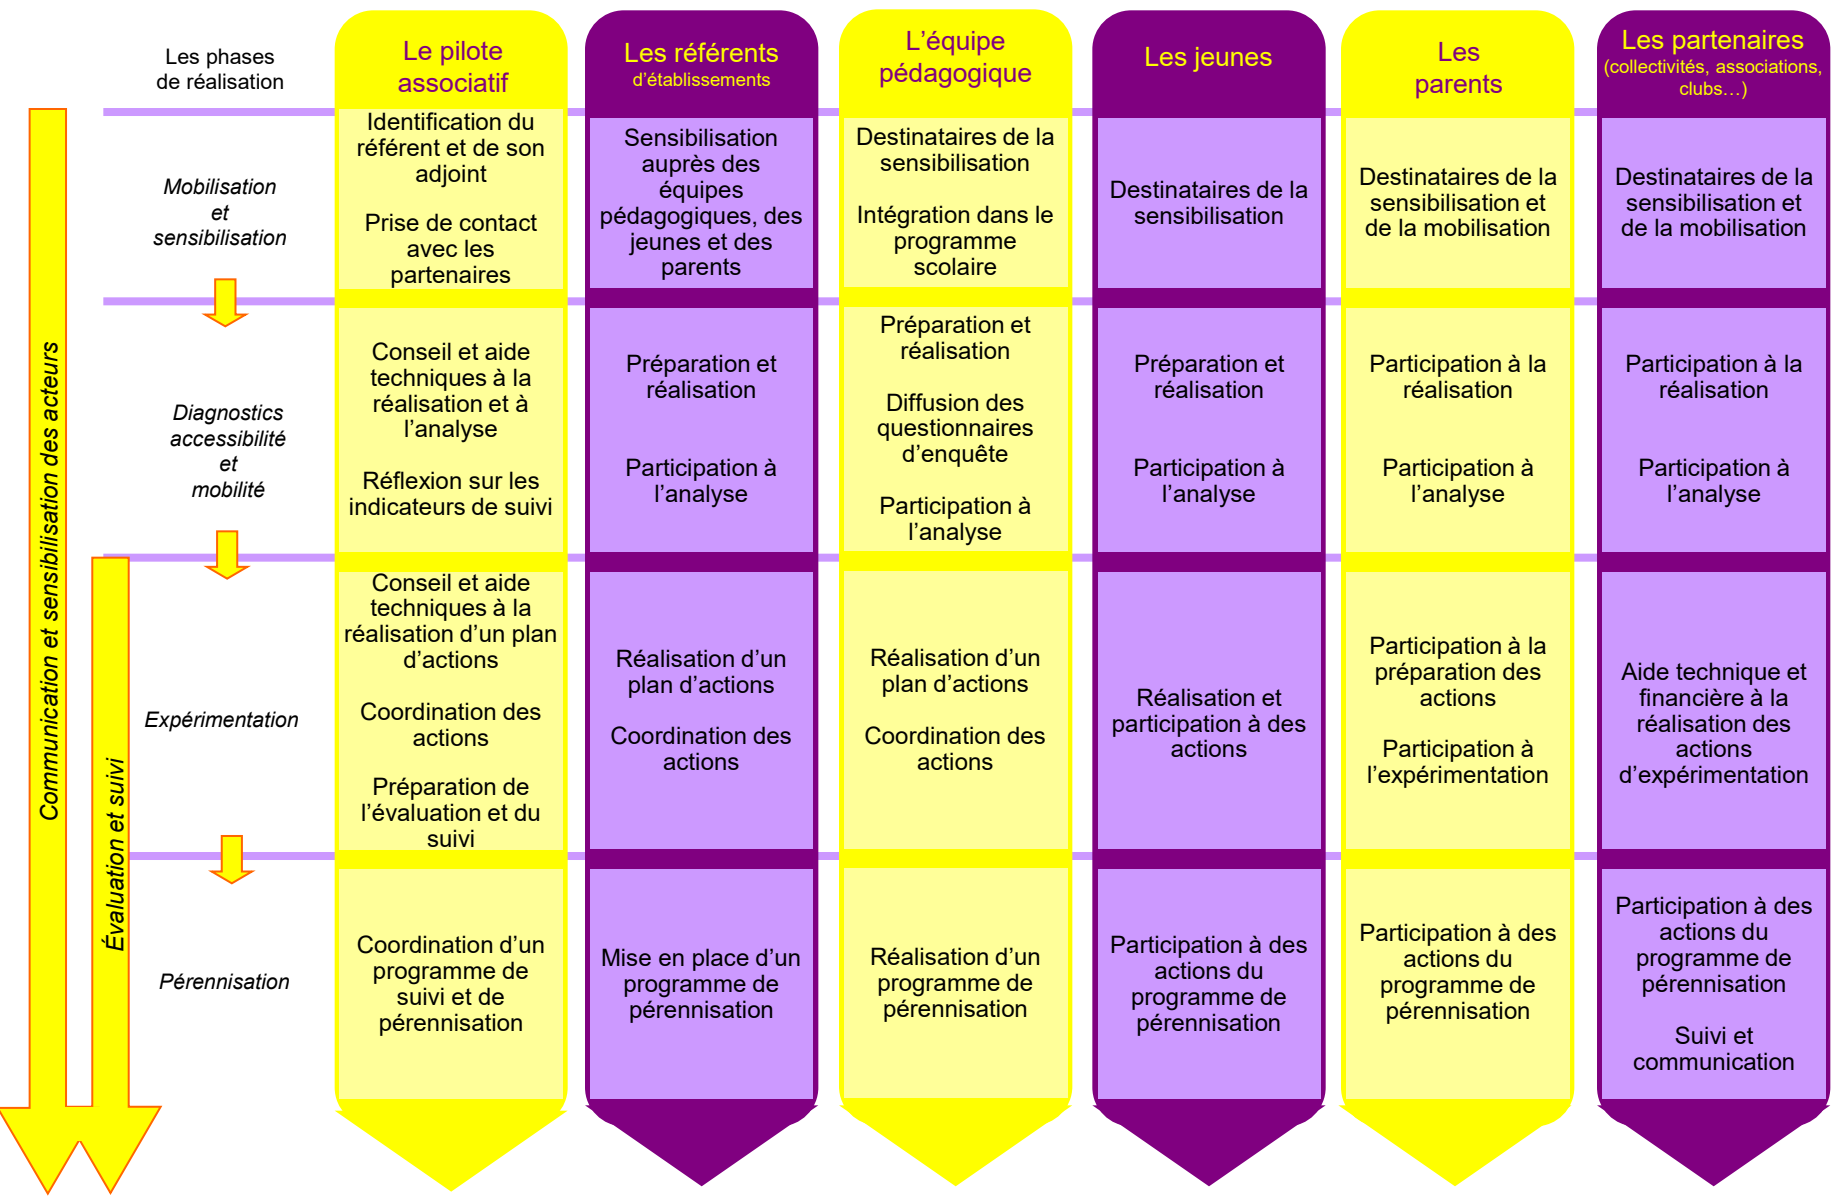 Les phases
de réalisation
Le pilote
associatif
Les référents
d’établissements
L’équipe
pédagogique
Les jeunes
Les
parents
Les partenaires
(collectivités, associations,
clubs…)
Communication et sensibilisation des acteurs
Évaluation et suivi
Mobilisation
et
sensibilisation
Identification du
référent et de son
adjoint
Prise de contact
avec les
partenaires
Sensibilisation
auprès des
équipes
pédagogiques, des
jeunes et des
parents
Destinataires de la
sensibilisation
Intégration dans le
programme
scolaire
Destinataires de la
sensibilisation
Destinataires de la
sensibilisation et
de la mobilisation
Destinataires de la
sensibilisation et
de la mobilisation
Diagnostics
accessibilité
et
mobilité
Conseil et aide
techniques à la
réalisation et à
l’analyse
Réflexion sur les
indicateurs de suivi
Préparation et
réalisation
Participation à
l’analyse
Préparation et
réalisation
Diffusion des
questionnaires
d’enquête
Participation à
l’analyse
Préparation et
réalisation
Participation à
l’analyse
Participation à la
réalisation
Participation à
l’analyse
Participation à la
réalisation
Participation à
l’analyse
Expérimentation
Conseil et aide
techniques à la
réalisation d’un plan
d’actions
Coordination des
actions
Préparation de
l’évaluation et du
suivi
Réalisation d’un
plan d’actions
Coordination des
actions
Réalisation d’un
plan d’actions
Coordination des
actions
Réalisation et
participation à des
actions
Participation à la
préparation des
actions
Participation à
l’expérimentation
Aide technique et
financière à la
réalisation des
actions
d’expérimentation
Pérennisation
Coordination d’un
programme de
suivi et de
pérennisation
Mise en place d’un
programme de
pérennisation
Réalisation d’un
programme de
pérennisation
Participation à des
actions du
programme de
pérennisation
Participation à des
actions du
programme de
pérennisation
Participation à des
actions du
programme de
pérennisation
Suivi et
communication